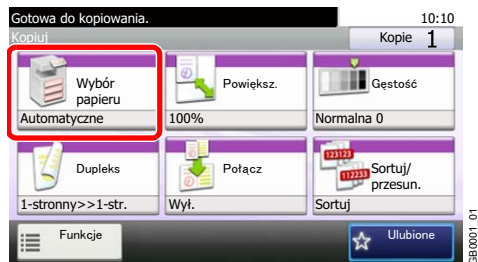 Gotowa do kopiowania.
10:10
Kopiuj
Kopie 1
Wybór
papieru
Automatyczne
Powiększ.
100%
Gęstość
Normalna 0
Dupleks
1-stronny>>1-str.
Połącz
Wył.
123123
112233
Sortuj/
przesun.
Sortuj
Funkcje
Ulubione
GB0001_01